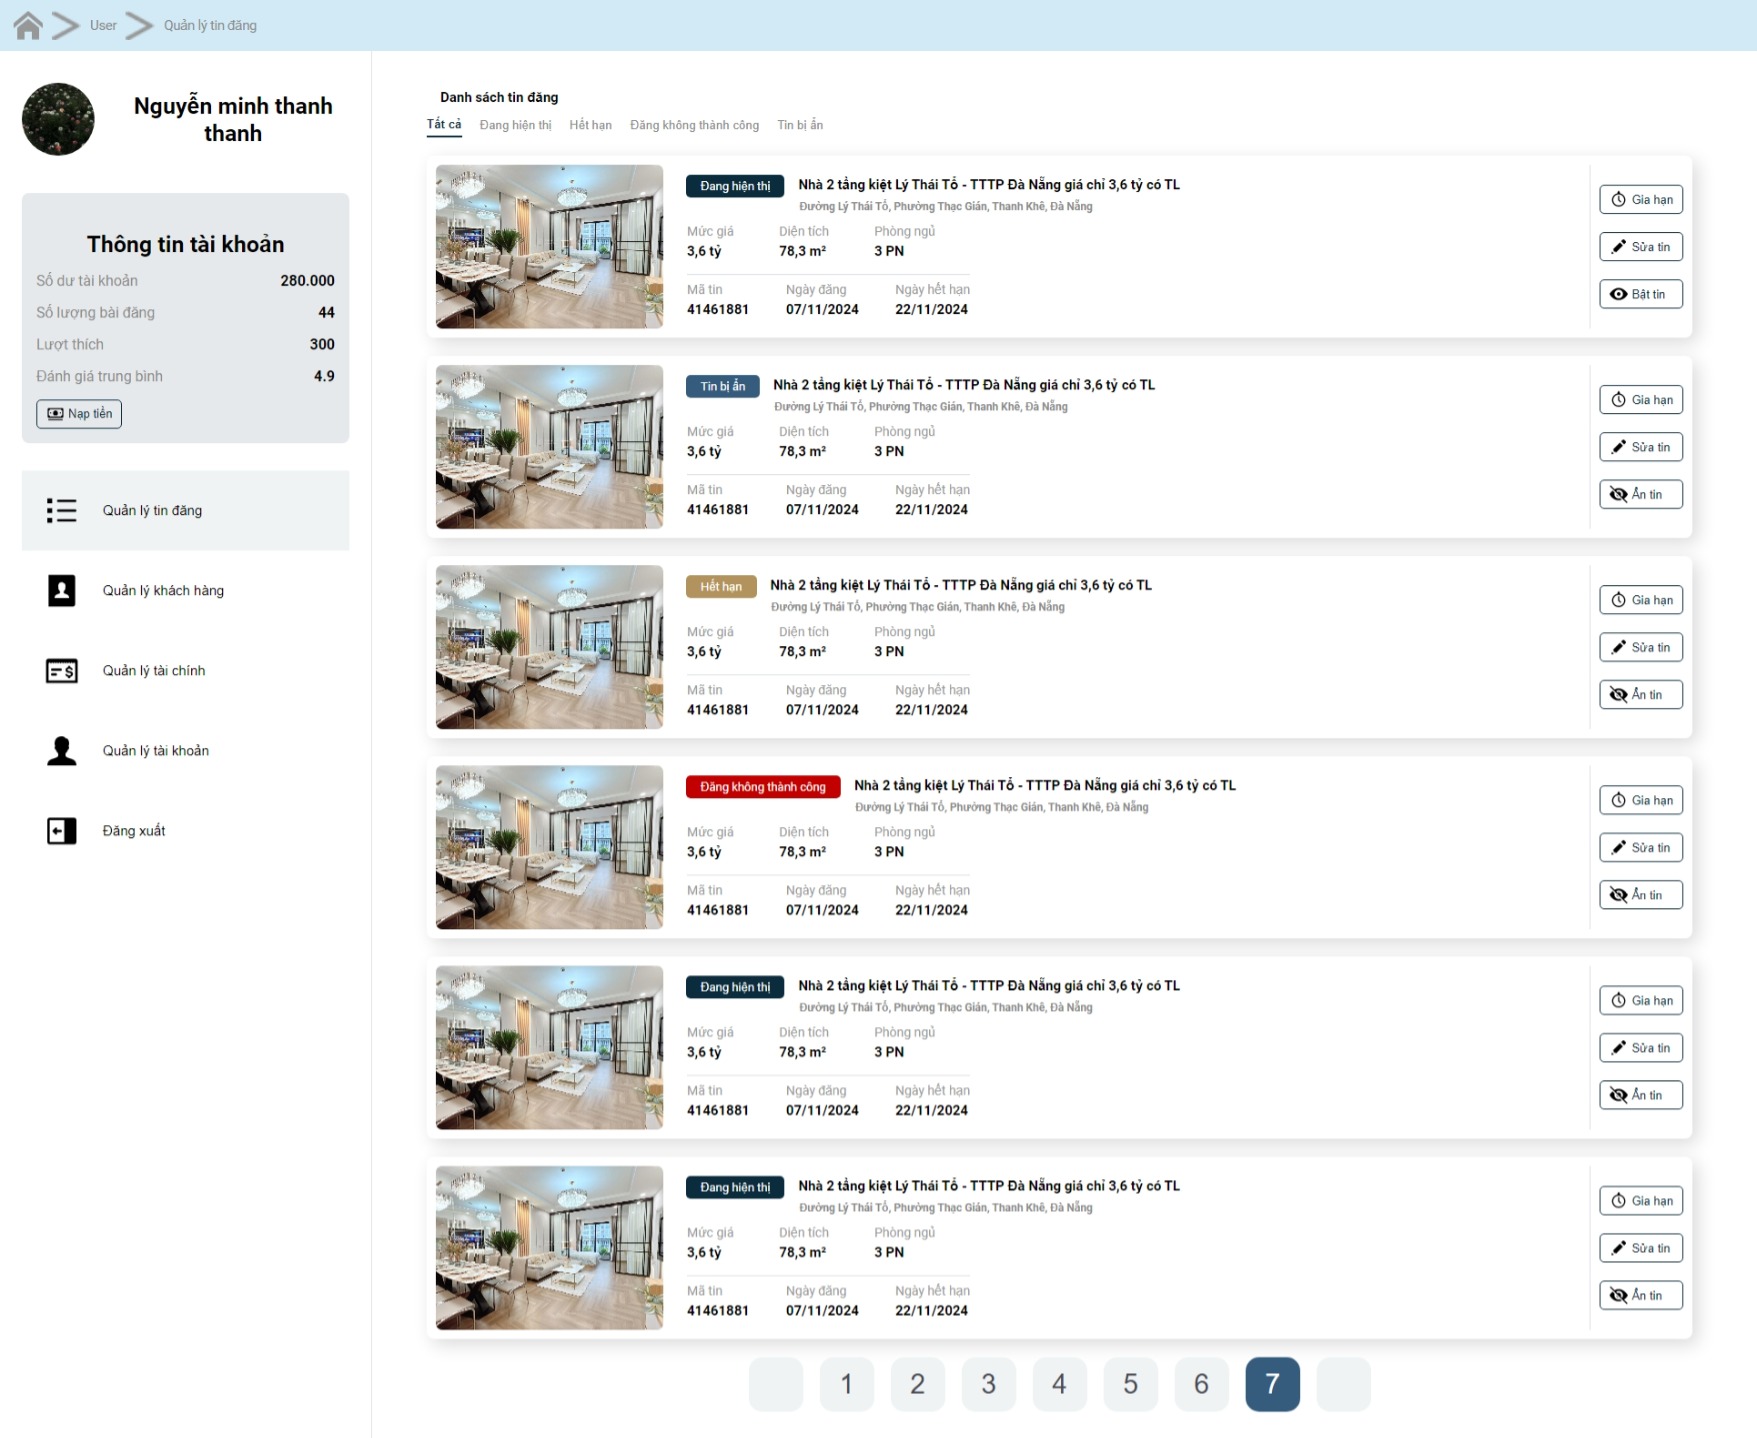 User Quản lý tin đăng
Nguyễn minh thanh
thanh
Thông tin tài khoản
Số dư tài khoản 280.000
Số lượng bài đăng 44
Lượt thích 300
Đánh giá trung bình 4.9
Nạp tiền
Quản lý tin đăng
Quản lý khách hàng
Quản lý tài chính
Quản lý tài khoản
Đăng xuất
Danh sách tin đăng
Tất cả Đang hiện thị Hết hạn Đăng không thành công Tin bị ẩn
Đang hiện thị Nhà 2 tầng kiệt Lý Thái Tổ - TTTP Đà Nẵng giá chỉ 3,6 tỷ có TL
Đường Lý Thái Tổ, Phường Thạc Gián, Thanh Khê, Đà Nẵng
Mức giá Diện tích Phòng ngủ
3,6 tỷ 78,3 m² 3 PN
Mã tin Ngày đăng Ngày hết hạn
41461881 07/11/2024 22/11/2024
Gia hạn
Sửa tin
Bật tin
Tin bị ẩn Nhà 2 tầng kiệt Lý Thái Tổ - TTTP Đà Nẵng giá chỉ 3,6 tỷ có TL
Đường Lý Thái Tổ, Phường Thạc Gián, Thanh Khê, Đà Nẵng
Mức giá Diện tích Phòng ngủ
3,6 tỷ 78,3 m² 3 PN
Mã tin Ngày đăng Ngày hết hạn
41461881 07/11/2024 22/11/2024
Gia hạn
Sửa tin
Ẩn tin
Hết hạn Nhà 2 tầng kiệt Lý Thái Tổ - TTTP Đà Nẵng giá chỉ 3,6 tỷ có TL
Đường Lý Thái Tổ, Phường Thạc Gián, Thanh Khê, Đà Nẵng
Mức giá Diện tích Phòng ngủ
3,6 tỷ 78,3 m² 3 PN
Mã tin Ngày đăng Ngày hết hạn
41461881 07/11/2024 22/11/2024
Gia hạn
Sửa tin
Ẩn tin
Đăng không thành công Nhà 2 tầng kiệt Lý Thái Tổ - TTTP Đà Nẵng giá chỉ 3,6 tỷ có TL
Đường Lý Thái Tổ, Phường Thạc Gián, Thanh Khê, Đà Nẵng
Mức giá Diện tích Phòng ngủ
3,6 tỷ 78,3 m² 3 PN
Mã tin Ngày đăng Ngày hết hạn
41461881 07/11/2024 22/11/2024
Gia hạn
Sửa tin
Ẩn tin
Đang hiện thị Nhà 2 tầng kiệt Lý Thái Tổ - TTTP Đà Nẵng giá chỉ 3,6 tỷ có TL
Đường Lý Thái Tổ, Phường Thạc Gián, Thanh Khê, Đà Nẵng
Mức giá Diện tích Phòng ngủ
3,6 tỷ 78,3 m² 3 PN
Mã tin Ngày đăng Ngày hết hạn
41461881 07/11/2024 22/11/2024
Gia hạn
Sửa tin
Ẩn tin
Đang hiện thị Nhà 2 tầng kiệt Lý Thái Tổ - TTTP Đà Nẵng giá chỉ 3,6 tỷ có TL
Đường Lý Thái Tổ, Phường Thạc Gián, Thanh Khê, Đà Nẵng
Mức giá Diện tích Phòng ngủ
3,6 tỷ 78,3 m² 3 PN
Mã tin Ngày đăng Ngày hết hạn
41461881 07/11/2024 22/11/2024
Gia hạn
Sửa tin
Ẩn tin
1 2 3 4 5 6 7